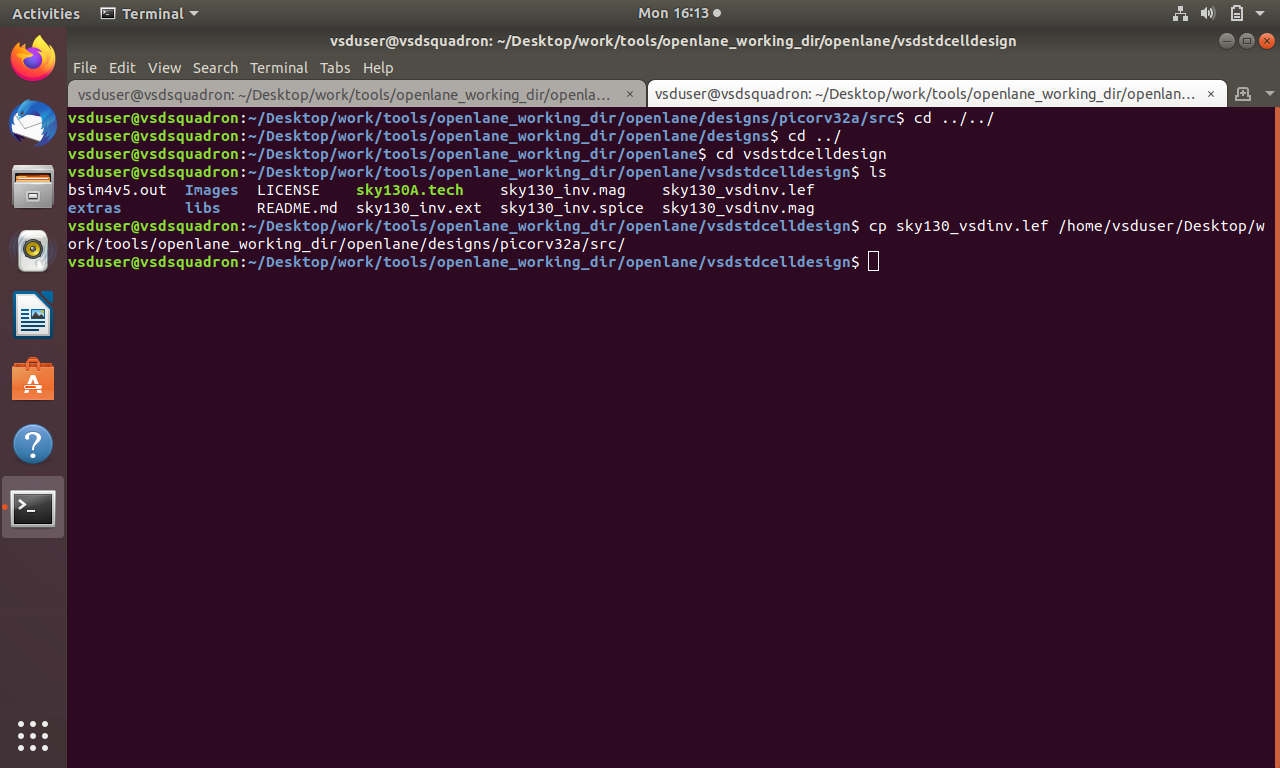 Activities Terminal Mon 16:13
vsduser@vsdsquadron: ~/Desktop/work/tools/openlane_working_dir/openlane/vsdstdcelldesign
File Edit View Search Terminal Tabs Help
vsduser@vsdsquadron: ~/Desktop/work/tools/openlane_working_dir/openla... × vsduser@vsdsquadron: ~/Desktop/work/tools/openlane_working_dir/openlan... ×
vsduser@vsdsquadron:~/Desktop/work/tools/openlane_working_dir/openlane/designs/picorv32a/src$ cd ../../
vsduser@vsdsquadron:~/Desktop/work/tools/openlane_working_dir/openlane/designs$ cd ../
vsduser@vsdsquadron:~/Desktop/work/tools/openlane_working_dir/openlane$ cd vsdstdcelldesign
vsduser@vsdsquadron:~/Desktop/work/tools/openlane_working_dir/openlane/vsdstdcelldesign$ ls
bsim4v5.out Images LICENSE sky130A.tech sky130_inv.mag sky130_vsdinv.lef
extras libs README.md sky130_inv.ext sky130_inv.spice sky130_vsdinv.mag
vsduser@vsdsquadron:~/Desktop/work/tools/openlane_working_dir/openlane/vsdstdcelldesign$ cp sky130_vsdinv.lef /home/vsduser/Desktop/w
ork/tools/openlane_working_dir/openlane/designs/picorv32a/src/
vsduser@vsdsquadron:~/Desktop/work/tools/openlane_working_dir/openlane/vsdstdcelldesign$